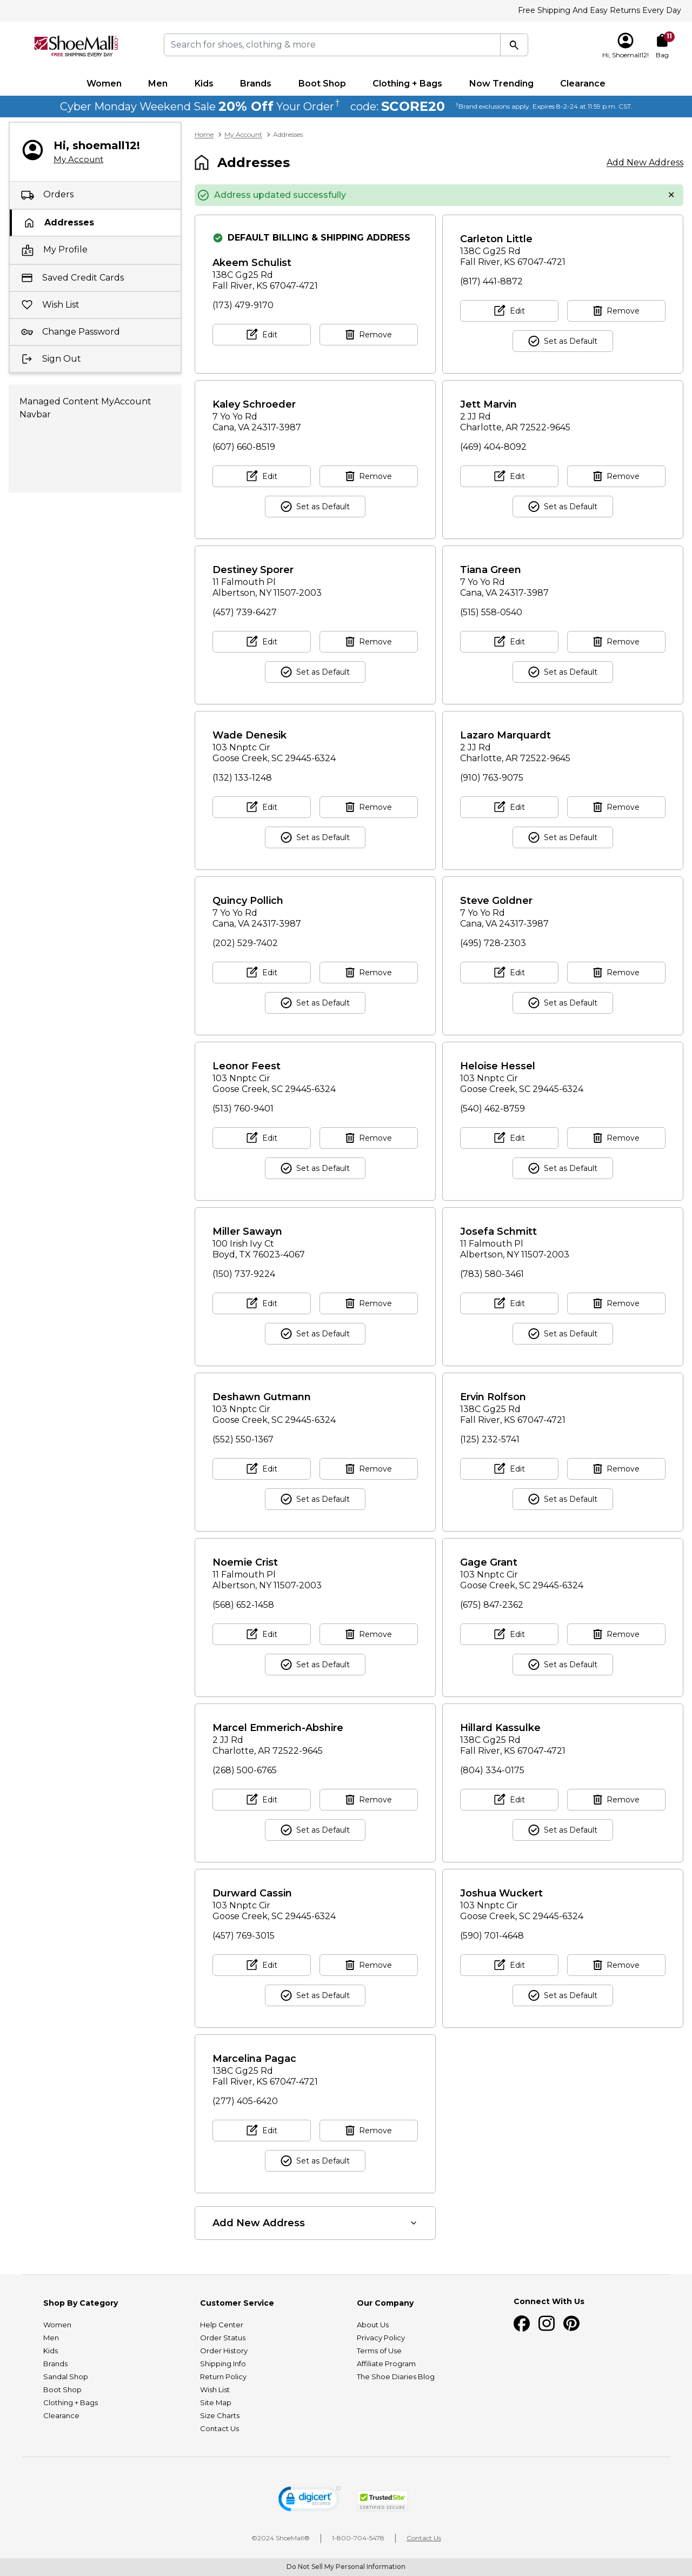 Free Shipping And Easy Returns Every Day
ShoeMall.com
FREE SHIPPING EVERY DAY
Search for shoes, clothing & more
Hi, Shoemall12!
11
Bag
Women
Men
Kids
Brands
Boot Shop
Clothing + Bags
Now Trending
Clearance
Cyber Monday Weekend Sale 20% Off Your Order† code: SCORE20 †Brand exclusions apply. Expires 8-2-24 at 11:59 p.m. CST.
Hi, shoemall12!
My Account
Orders
Addresses
My Profile
Saved Credit Cards
Wish List
Change Password
Sign Out
Managed Content MyAccount
Navbar
Home > My Account > Addresses
Addresses
Add New Address
Address updated successfully
DEFAULT BILLING & SHIPPING ADDRESS
Akeem Schulist
138C Gg25 Rd
Fall River, KS 67047-4721
(173) 479-9170
Edit
Remove
Carleton Little
138C Gg25 Rd
Fall River, KS 67047-4721
(817) 441-8872
Edit
Remove
Set as Default
Kaley Schroeder
7 Yo Yo Rd
Cana, VA 24317-3987
(607) 660-8519
Edit
Remove
Set as Default
Jett Marvin
2 JJ Rd
Charlotte, AR 72522-9645
(469) 404-8092
Edit
Remove
Set as Default
Destiney Sporer
11 Falmouth Pl
Albertson, NY 11507-2003
(457) 739-6427
Edit
Remove
Set as Default
Tiana Green
7 Yo Yo Rd
Cana, VA 24317-3987
(515) 558-0540
Edit
Remove
Set as Default
Wade Denesik
103 Nnptc Cir
Goose Creek, SC 29445-6324
(132) 133-1248
Edit
Remove
Set as Default
Lazaro Marquardt
2 JJ Rd
Charlotte, AR 72522-9645
(910) 763-9075
Edit
Remove
Set as Default
Quincy Pollich
7 Yo Yo Rd
Cana, VA 24317-3987
(202) 529-7402
Edit
Remove
Set as Default
Steve Goldner
7 Yo Yo Rd
Cana, VA 24317-3987
(495) 728-2303
Edit
Remove
Set as Default
Leonor Feest
103 Nnptc Cir
Goose Creek, SC 29445-6324
(513) 760-9401
Edit
Remove
Set as Default
Heloise Hessel
103 Nnptc Cir
Goose Creek, SC 29445-6324
(540) 462-8759
Edit
Remove
Set as Default
Miller Sawayn
100 Irish Ivy Ct
Boyd, TX 76023-4067
(150) 737-9224
Edit
Remove
Set as Default
Josefa Schmitt
11 Falmouth Pl
Albertson, NY 11507-2003
(783) 580-3461
Edit
Remove
Set as Default
Deshawn Gutmann
103 Nnptc Cir
Goose Creek, SC 29445-6324
(552) 550-1367
Edit
Remove
Set as Default
Ervin Rolfson
138C Gg25 Rd
Fall River, KS 67047-4721
(125) 232-5741
Edit
Remove
Set as Default
Noemie Crist
11 Falmouth Pl
Albertson, NY 11507-2003
(568) 652-1458
Edit
Remove
Set as Default
Gage Grant
103 Nnptc Cir
Goose Creek, SC 29445-6324
(675) 847-2362
Edit
Remove
Set as Default
Marcel Emmerich-Abshire
2 JJ Rd
Charlotte, AR 72522-9645
(268) 500-6765
Edit
Remove
Set as Default
Hillard Kassulke
138C Gg25 Rd
Fall River, KS 67047-4721
(804) 334-0175
Edit
Remove
Set as Default
Durward Cassin
103 Nnptc Cir
Goose Creek, SC 29445-6324
(457) 769-3015
Edit
Remove
Set as Default
Joshua Wuckert
103 Nnptc Cir
Goose Creek, SC 29445-6324
(590) 701-4648
Edit
Remove
Set as Default
Marcelina Pagac
138C Gg25 Rd
Fall River, KS 67047-4721
(277) 405-6420
Edit
Remove
Set as Default
Add New Address
Shop By Category
Women
Men
Kids
Brands
Sandal Shop
Boot Shop
Clothing + Bags
Clearance
Customer Service
Help Center
Order Status
Order History
Shipping Info
Return Policy
Wish List
Site Map
Size Charts
Contact Us
Our Company
About Us
Privacy Policy
Terms of Use
Affiliate Program
The Shoe Diaries Blog
Connect With Us
digicert
SECURED
TrustedSite
CERTIFIED SECURE
©2024 ShoeMall®
1-800-704-5478
Contact Us
Do Not Sell My Personal Information